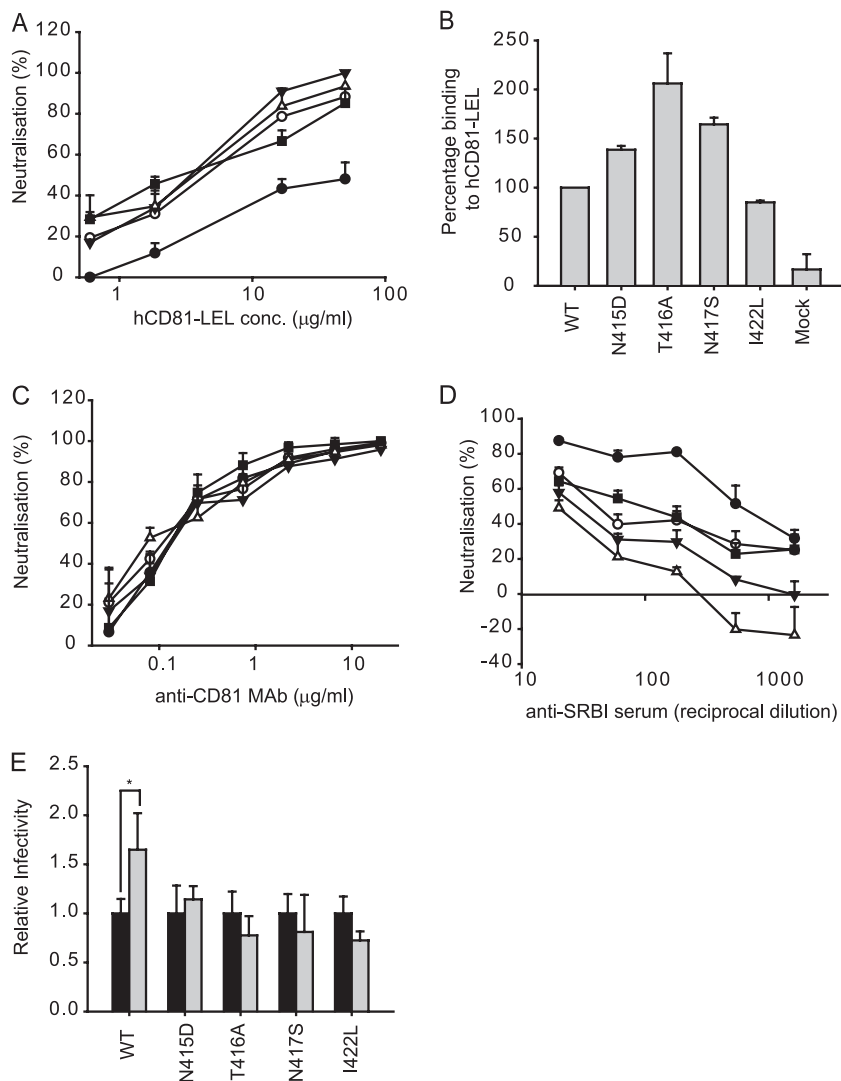 A
Neutralisation (%)
120
100
80
60
40
20
0
1
10
100
hCD81-LEL conc. (μg/ml)
B
Percentage binding
to hCD81-LEL
250
200
150
100
50
0
WT
N415D
T416A
N417S
I422L
Mock
C
Neutralisation (%)
120
100
80
60
40
20
0
0.1
1
10
anti-CD81 MAb (μg/ml)
D
Neutralisation (%)
100
80
60
40
20
0
-20
-40
10
100
1000
anti-SRBI serum (reciprocal dilution)
E
Relative Infectivity
2.5
2.0
1.5
1.0
0.5
0.0
*
WT
N415D
T416A
N417S
I422L